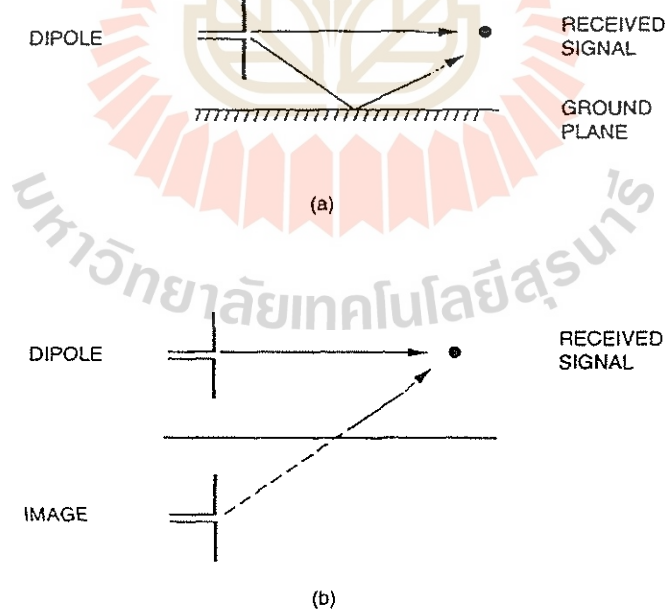 DIPOLE
RECEIVED
SIGNAL
GROUND
PLANE
(a)
มหาวิทยาลัยเทคโนโลยีสุรนารี
DIPOLE
RECEIVED
SIGNAL
IMAGE
(b)